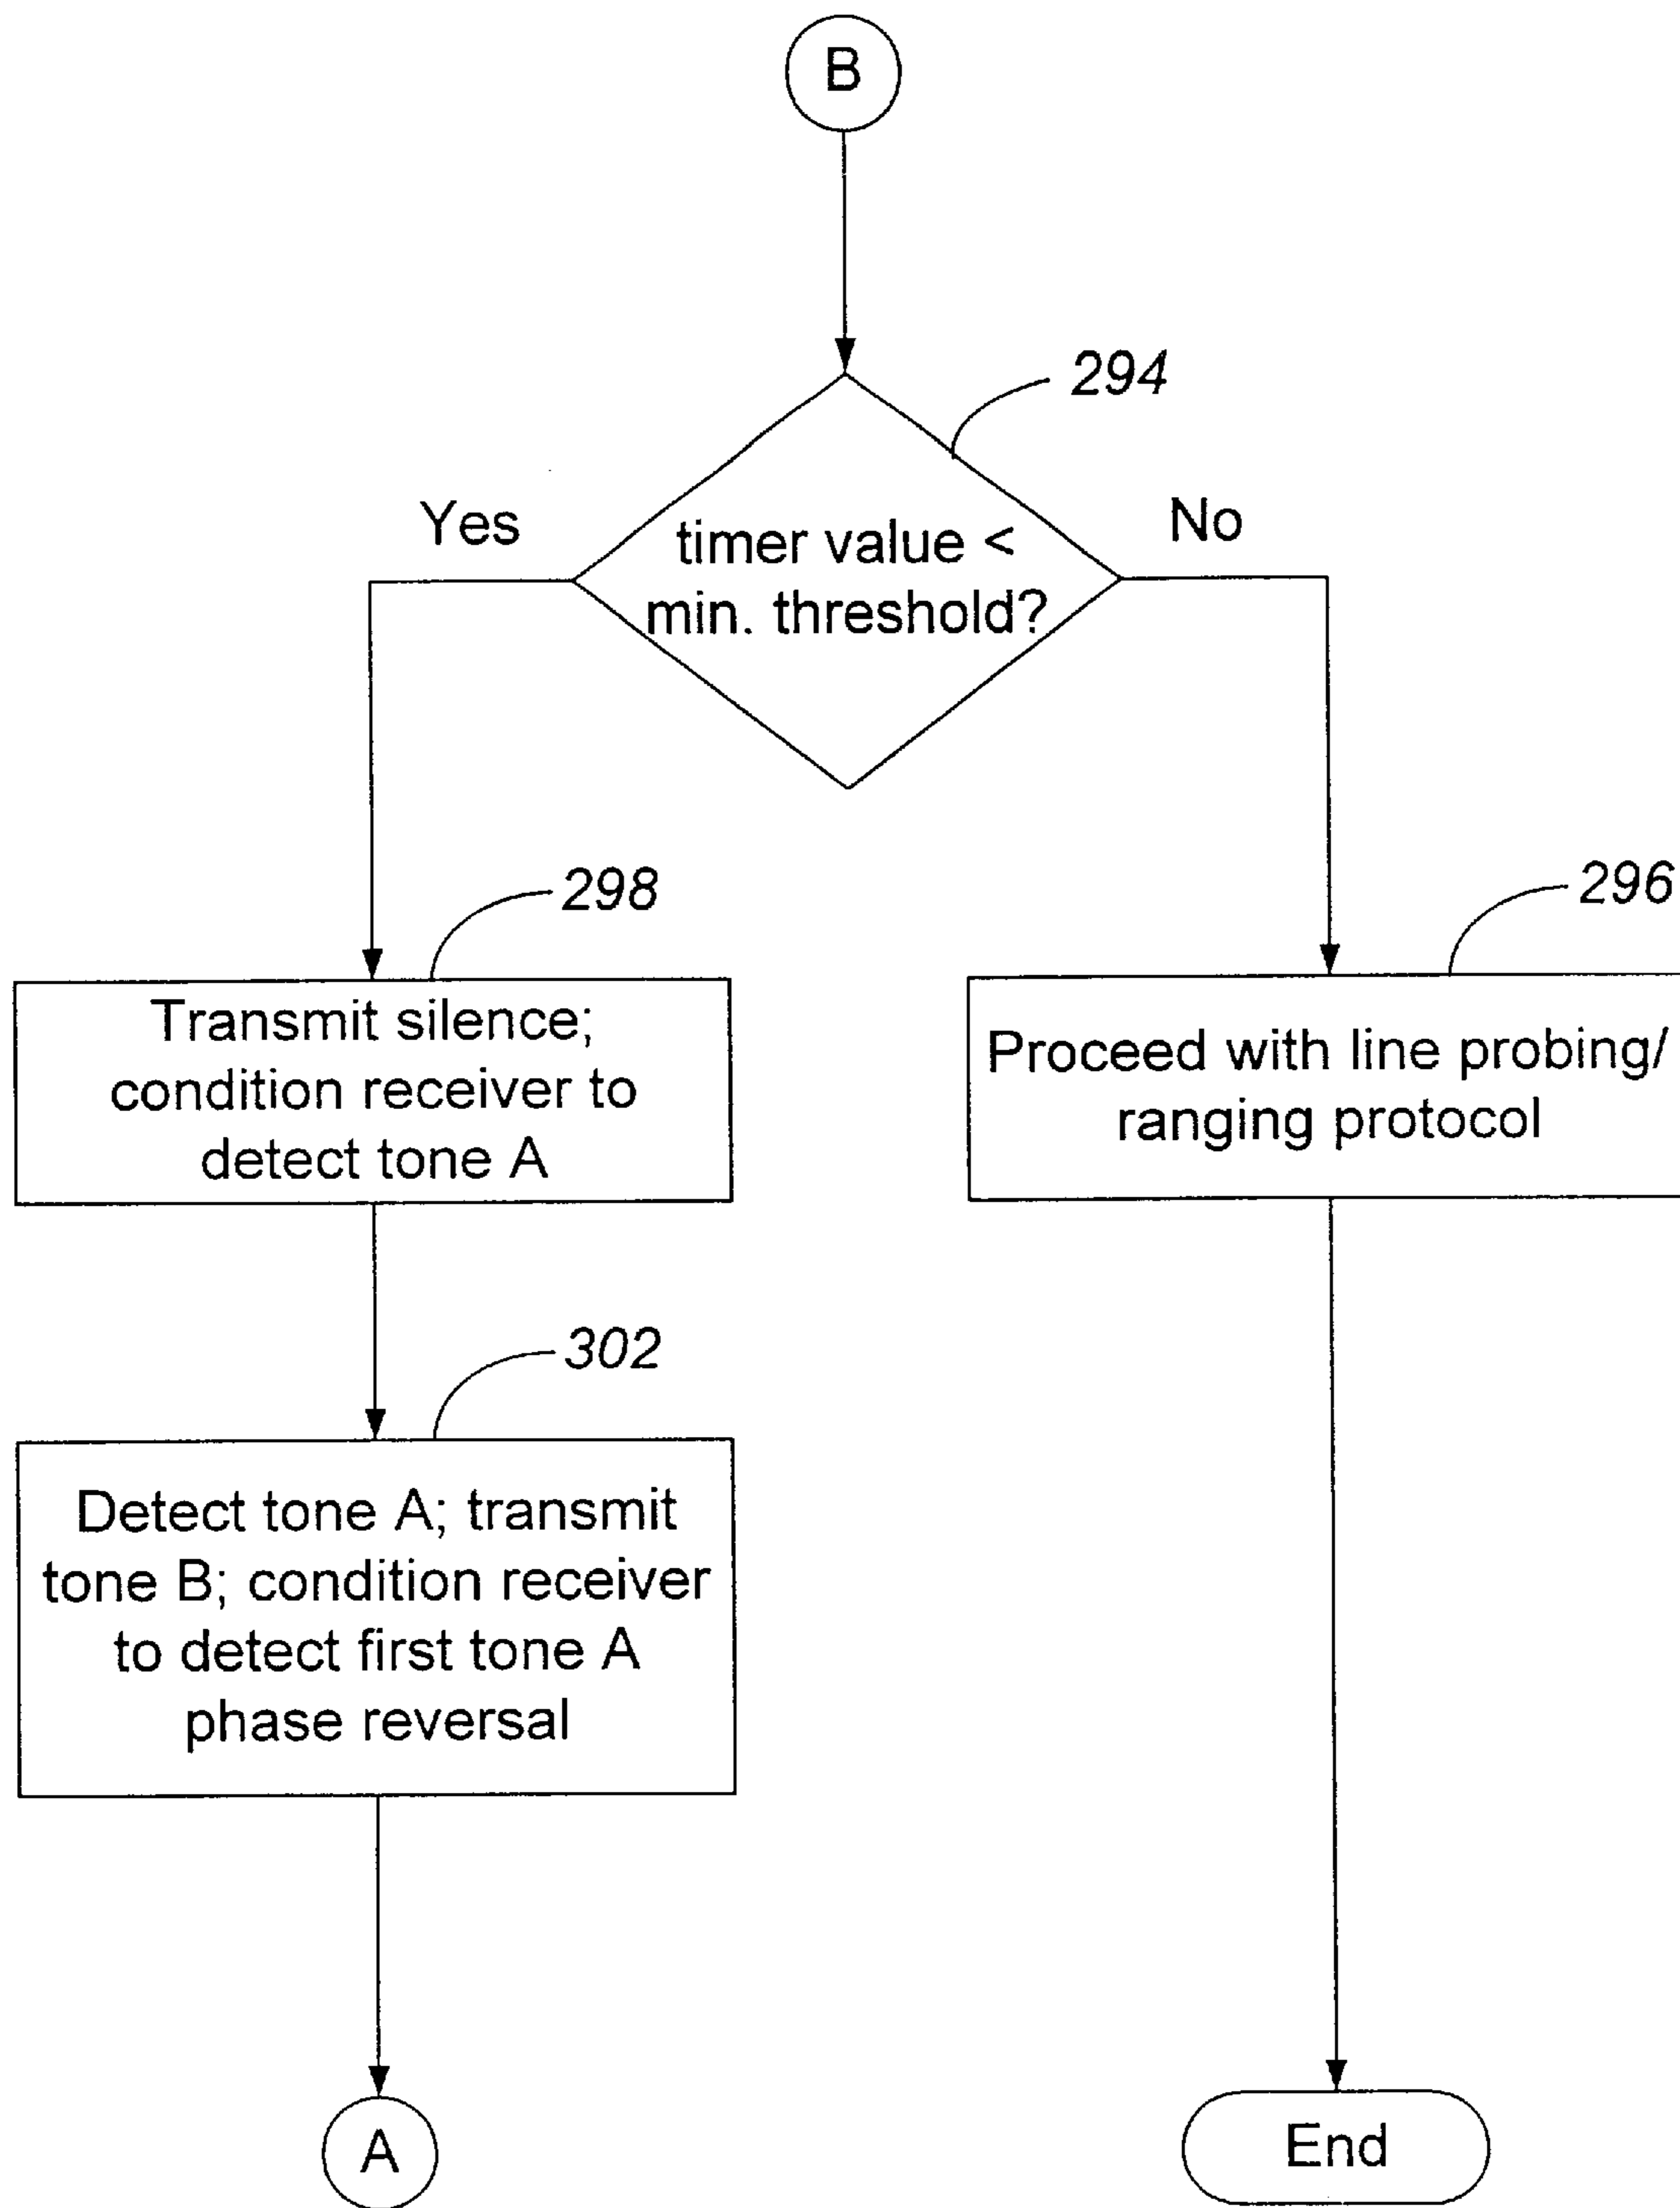 B
294
Yes
No
timer value <
min. threshold?
298
296
Transmit silence;
condition receiver to
detect tone A
Proceed with line probing/
ranging protocol
302
Detect tone A; transmit
tone B; condition receiver
to detect first tone A
phase reversal
A
End